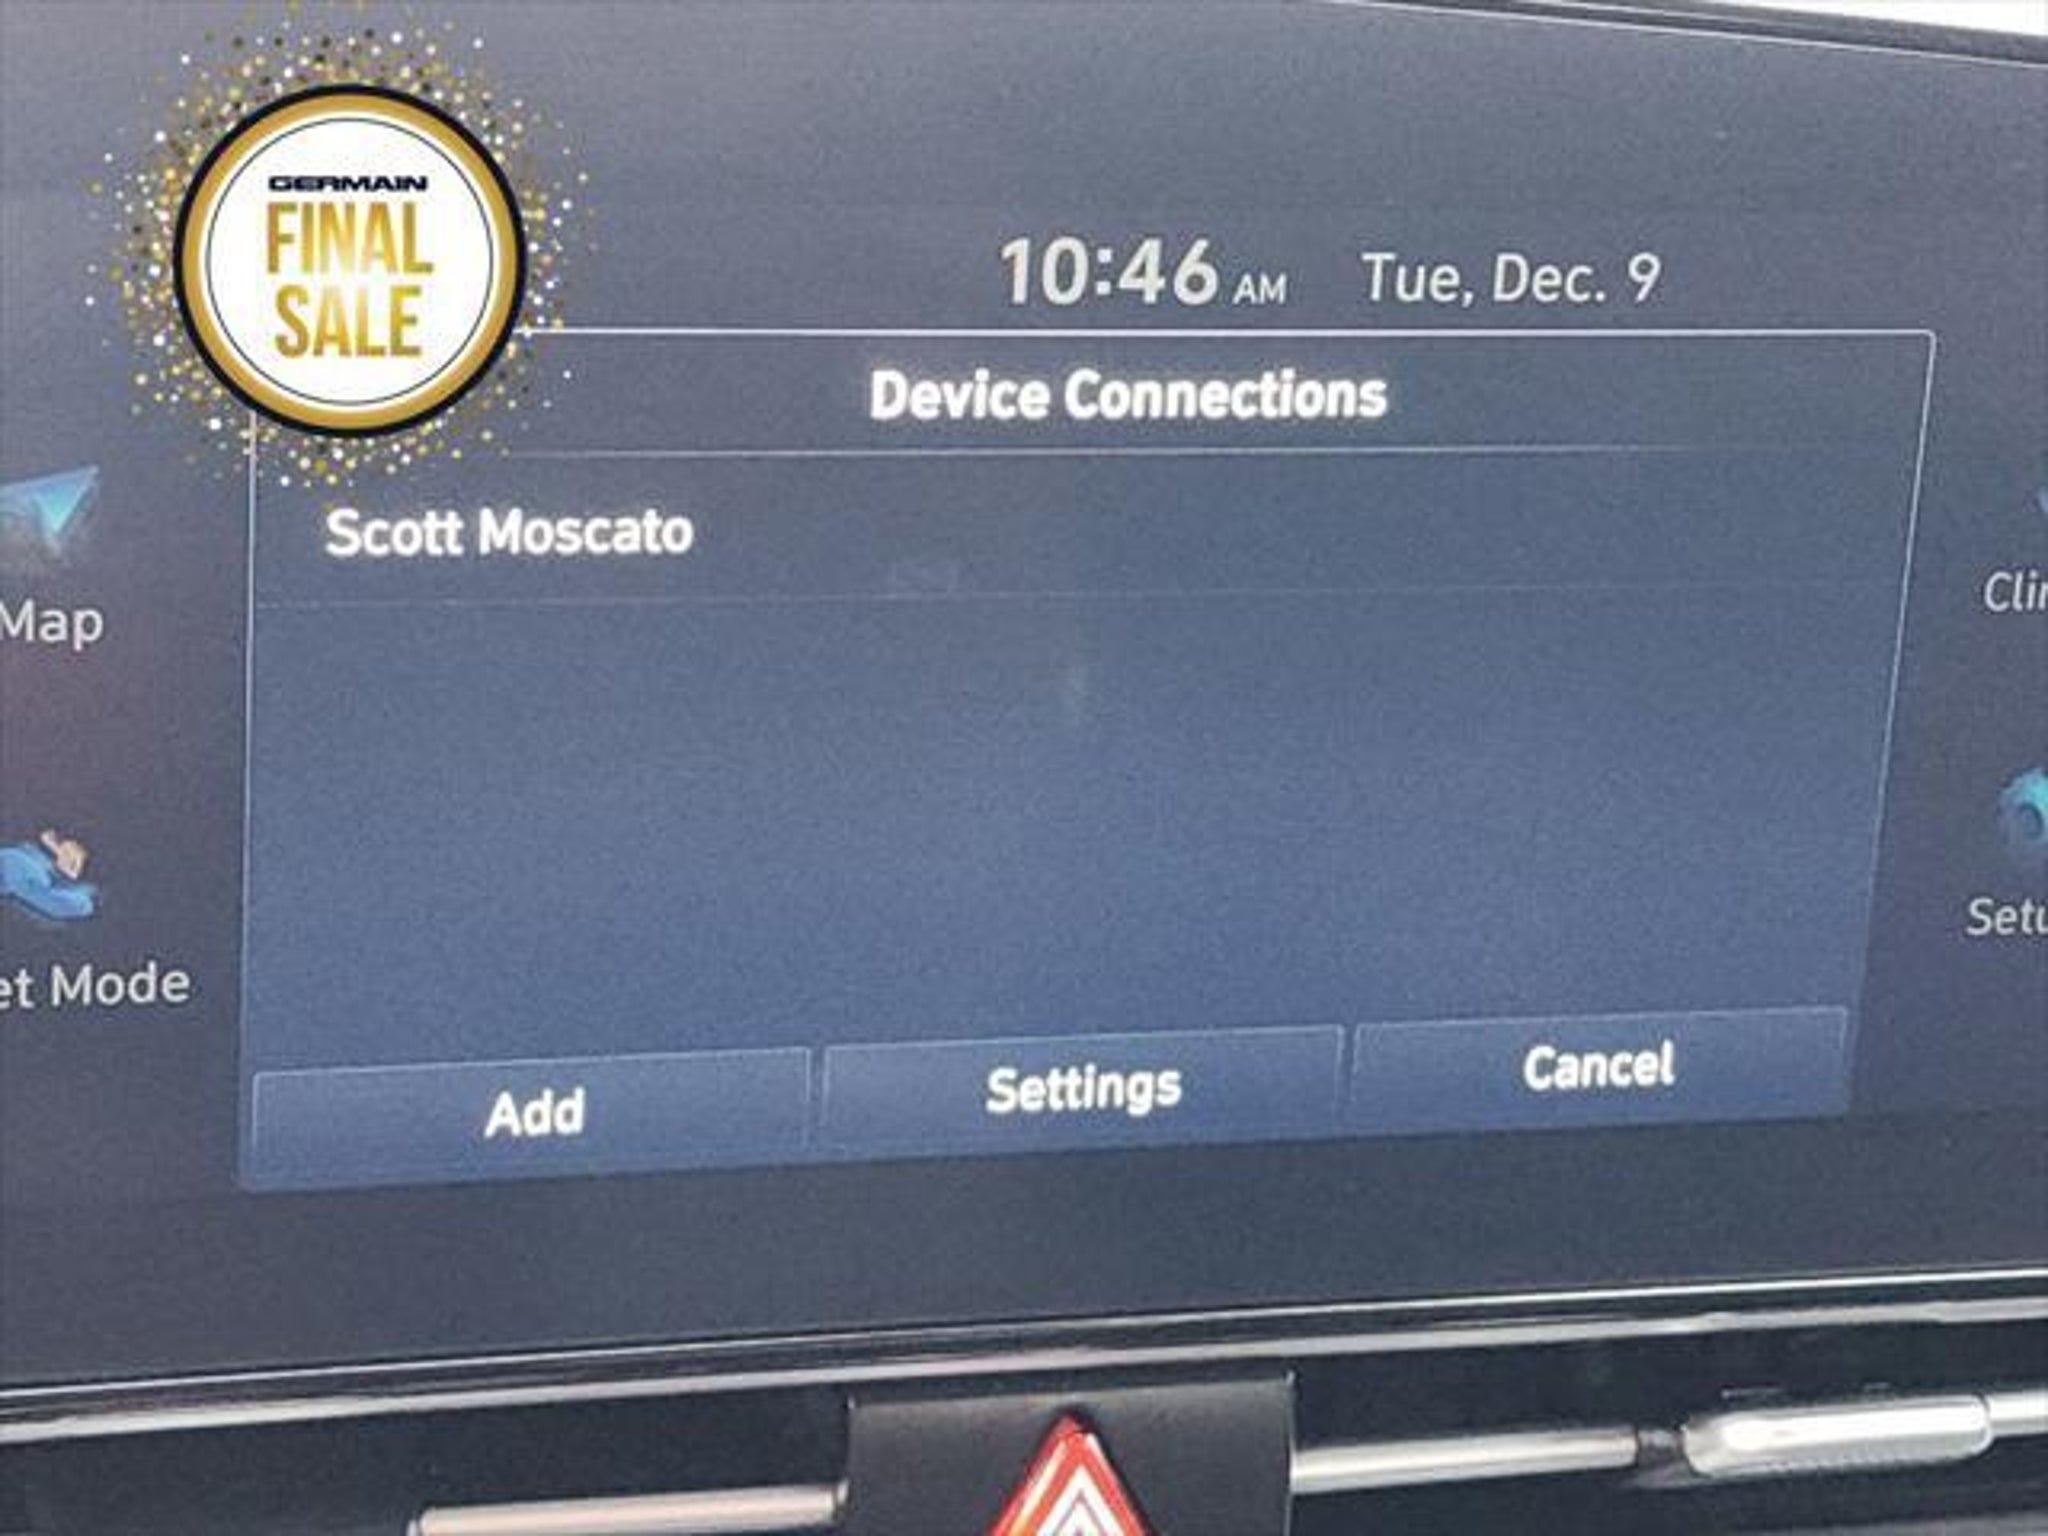 GERMAIN
FINAL
SALE
10:46 AM Tue, Dec. 9
Device Connections
Scott Moscato
Map
et Mode
Clim
Setu
Add
Settings
Cancel